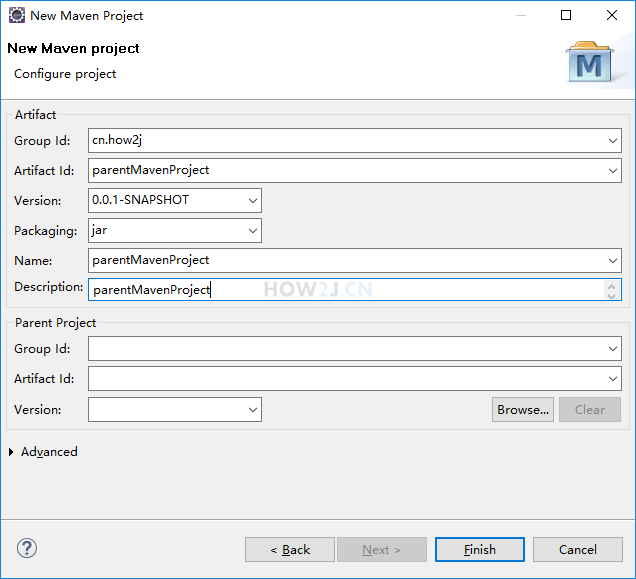 New Maven Project
New Maven project
Configure project
M
Artifact
Group Id: cn.how2j
Artifact Id: parentMavenProject
Version: 0.0.1-SNAPSHOT
Packaging: jar
Name: parentMavenProject
Description: parentMavenProject HOW2J.CN
Parent Project
Group Id:
Artifact Id:
Version: Browse... Clear
Advanced
? < Back Next > Finish Cancel